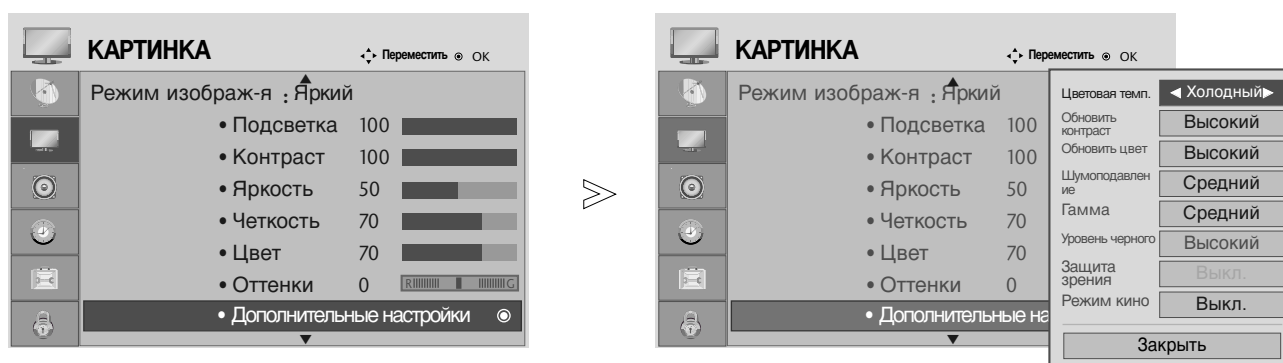 КАРТИНКА
Переместить OK
Режим изображ-я : Яркий
• Подсветка 100
• Контраст 100
• Яркость 50
• Четкость 70
• Цвет 70
• Оттенки 0 R G
• Дополнительные настройки
КАРТИНКА
Переместить OK
Режим изображ-я : Яркий
• Подсветка 100
• Контраст 100
• Яркость 50
• Четкость 70
• Цвет 70
• Оттенки 0
• Дополнительные на
Цветовая темп. ◀ Холодный ▶
Обновить
контраст Высокий
Обновить цвет Высокий
Шумоподавлен
ие Средний
Гамма Средний
Уровень черного Высокий
Защита
зрения Выкл.
Режим кино Выкл.
Закрыть